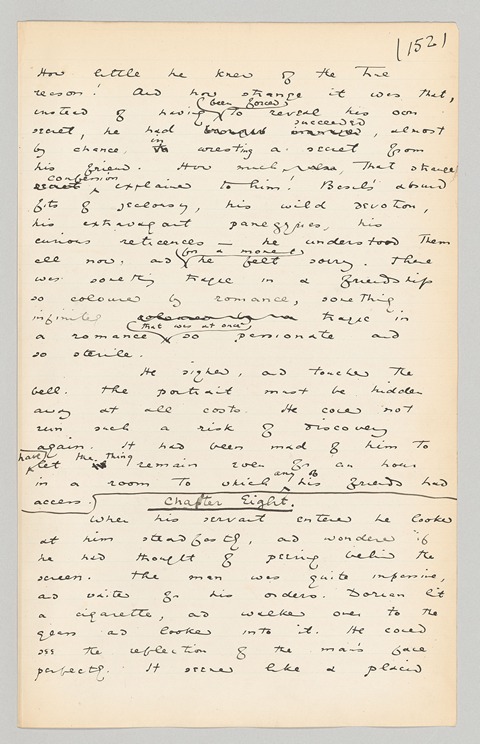 (152)
How little he knew of the true
reason! And how strange it was that,
(been forced)
instead of having to reveal his own
succeeded
secret, he had, almost
by chance, in wresting a secret from
his friend. How much, too, that strange
confession
secret explained to him! Basil's absurd
fits of jealousy, his wild devotion,
his extravagant panegyrics, his
curious reticences — he understood them
for a moment
all now, and he felt sorry. There
was something tragic in a friendship
so coloured by romance, something
infinitely coloured by tragic in
(that was at once)
a romance so passionate and
so sterile.
He sighed, and touched the
bell. The portrait must be hidden
away at all costs. He could not
run such a risk of discovery
again. It had been mad of him to
have the thing
let remain even for an hour
any of
in a room to which his friends had
access.
Chapter Eight.
When his servant entered he looked
at him steadfastly, and wondered if
he had thought of peering behind the
screen. The man was quite impassive,
and waited for his orders. Dorian lit
a cigarette, and walked over to the
glass and looked into it. He could
see the reflection of the man's face
perfectly. It seemed like a placid